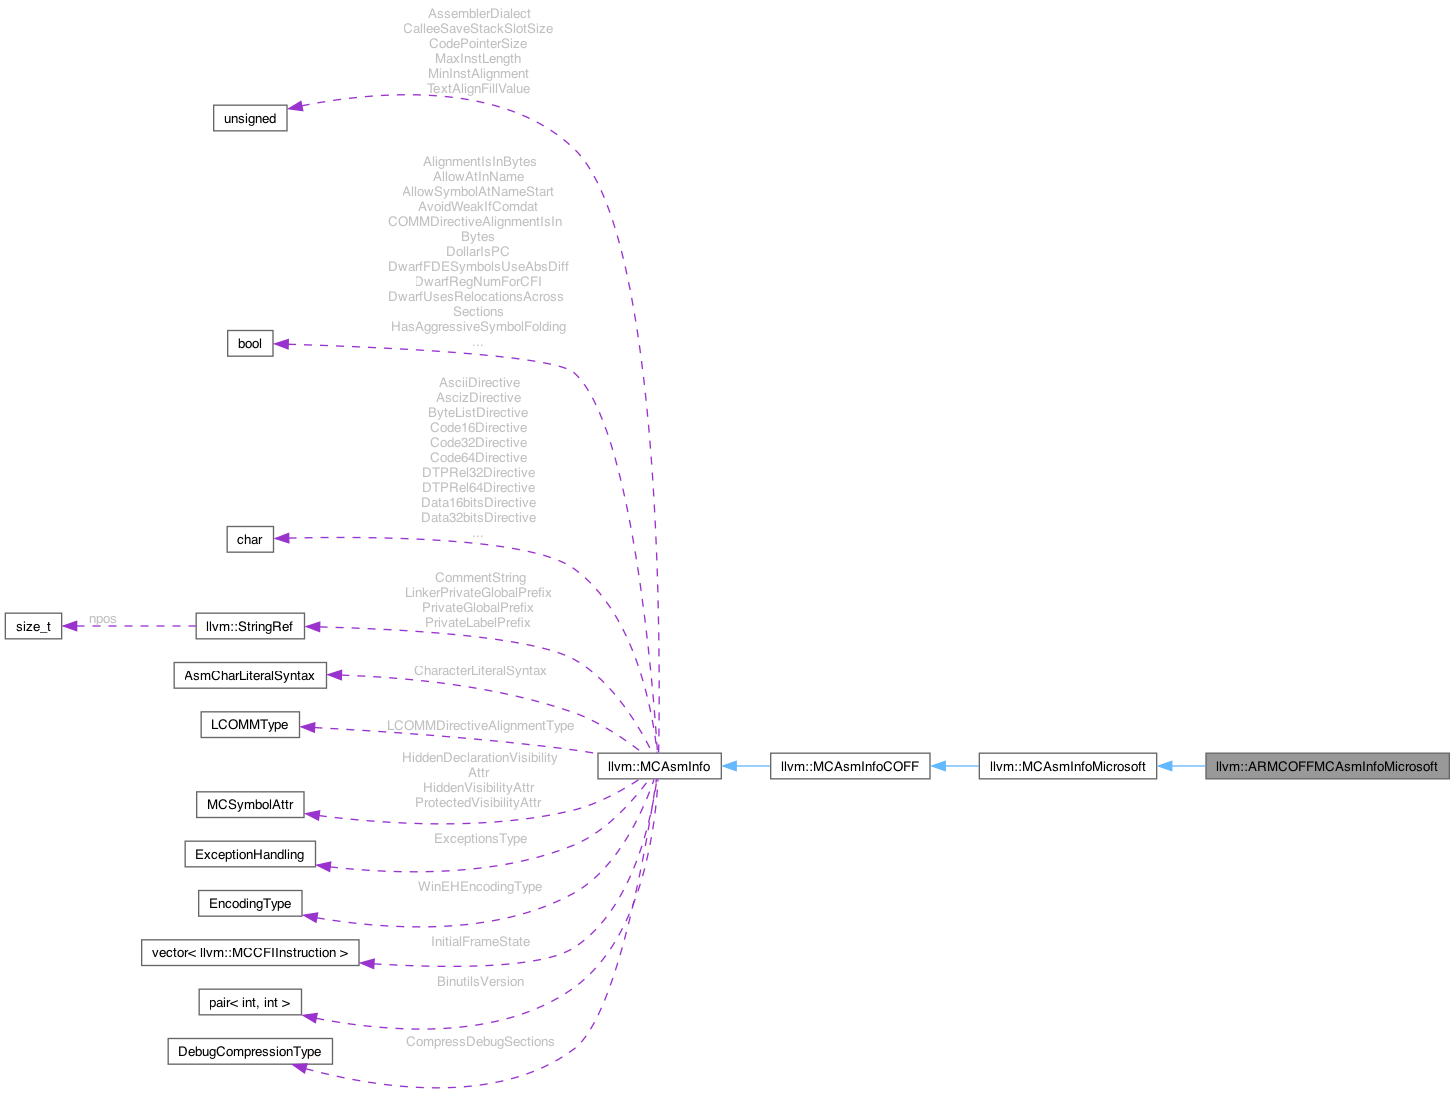 AssemblerDialect
CalleeSaveStackSlotSize
CodePointerSize
MaxInstLength
MinInstAlignment
TextAlignFillValue
unsigned
AlignmentIsInBytes
AllowAtInName
AllowSymbolAtNameStart
AvoidWeakIfComdat
COMMDirectiveAlignmentIsIn
Bytes
DollarIsPC
DwarfFDESymbolsUseAbsDiff
DwarfRegNumForCFI
DwarfUsesRelocationsAcross
Sections
HasAggressiveSymbolFolding
...
bool
AsciiDirective
AscizDirective
ByteListDirective
Code16Directive
Code32Directive
Code64Directive
DTPRel32Directive
DTPRel64Directive
Data16bitsDirective
Data32bitsDirective
...
char
CommentString
LinkerPrivateGlobalPrefix
PrivateGlobalPrefix
PrivateLabelPrefix
size_t
npos
llvm::StringRef
CharacterLiteralSyntax
AsmCharLiteralSyntax
LCOMMDirectiveAlignmentType
LCOMMType
llvm::MCAsmInfo
llvm::MCAsmInfoCOFF
llvm::MCAsmInfoMicrosoft
llvm::ARMCOFFMCAsmInfoMicrosoft
HiddenDeclarationVisibility
Attr
HiddenVisibilityAttr
ProtectedVisibilityAttr
MCSymbolAttr
ExceptionsType
ExceptionHandling
WinEHEncodingType
EncodingType
InitialFrameState
vector< llvm::MCCFIInstruction >
BinutilsVersion
pair< int, int >
CompressDebugSections
DebugCompressionType